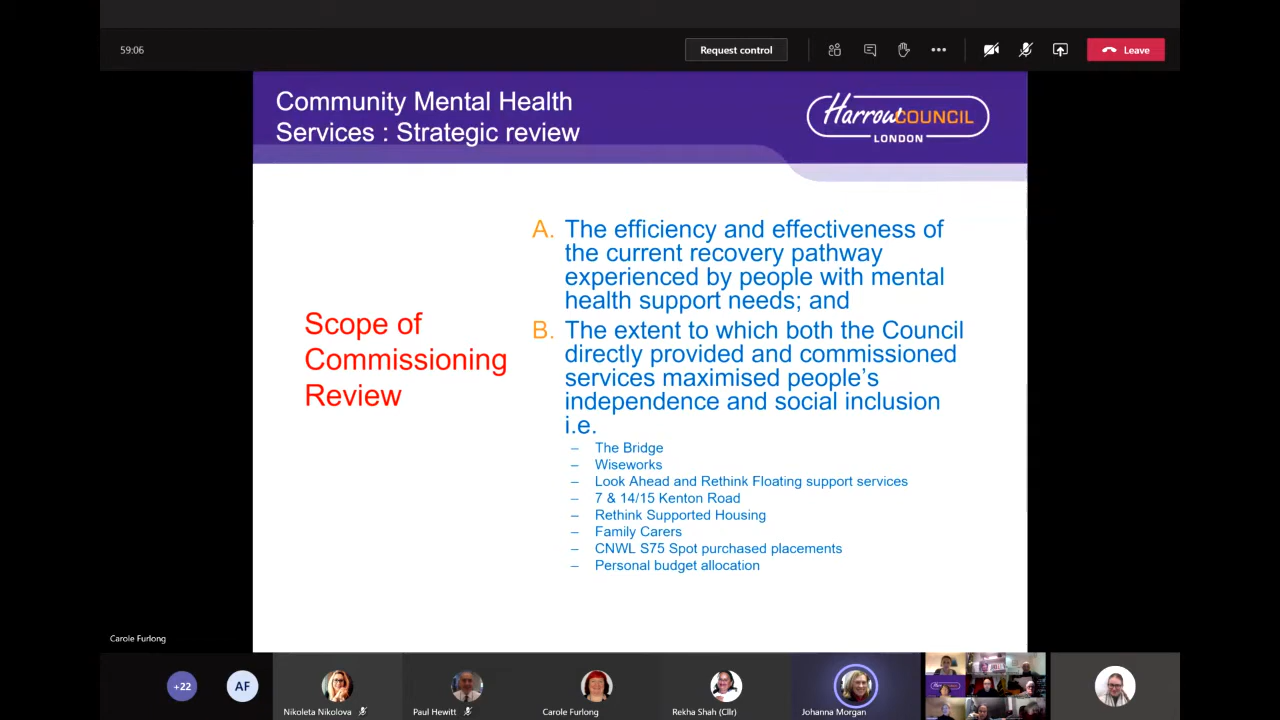 59:06
Request control
Leave
Community Mental Health
Services : Strategic review
Harrow COUNCIL
LONDON
Scope of
Commissioning
Review
A. The efficiency and effectiveness of
the current recovery pathway
experienced by people with mental
health support needs; and
B. The extent to which both the Council
directly provided and commissioned
services maximised people's
independence and social inclusion
i.e.
– The Bridge
– Wiseworks
– Look Ahead and Rethink Floating support services
– 7 & 14/15 Kenton Road
– Rethink Supported Housing
– Family Carers
– CNWL S75 Spot purchased placements
– Personal budget allocation
Carole Furlong
+22
AF
Nikoleta Nikolova
Paul Hewitt
Carole Furlong
Rekha Shah (Cllr)
Johanna Morgan